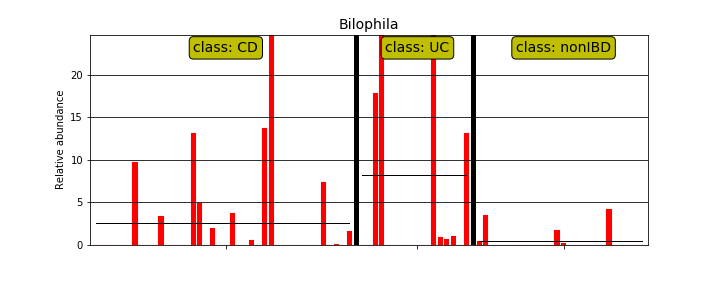 Bilophila
class: CD
class: UC
class: nonIBD
Relative abundance
20
15
10
5
0